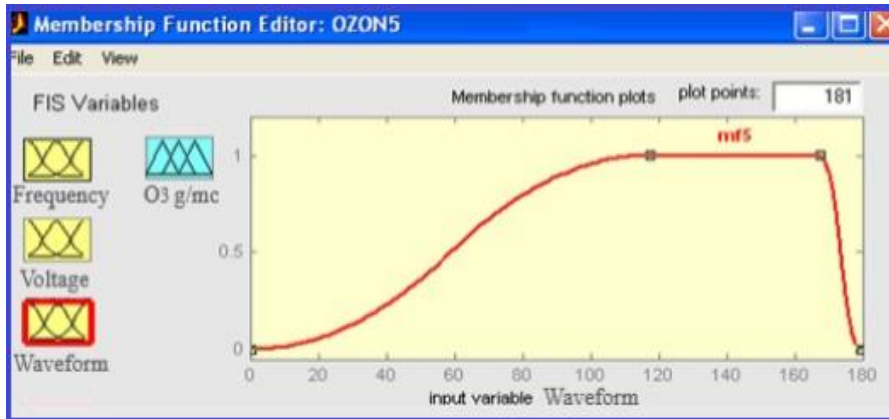 Membership Function Editor: OZON5
File Edit View
FIS Variables
Membership function plots plot points: 181
Frequency
O3 g/mc
Voltage
Waveform
mf5
1
0.5
0
0 20 40 60 80 100 120 140 160 180
input variable Waveform